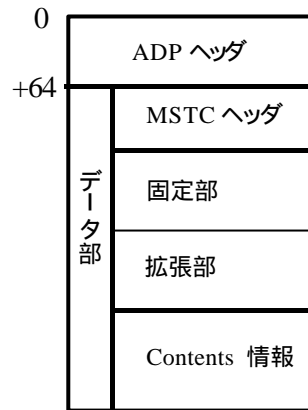 0
ADP ヘッダ
+64
MSTC ヘッダ
データ部
固定部
拡張部
Contents 情報